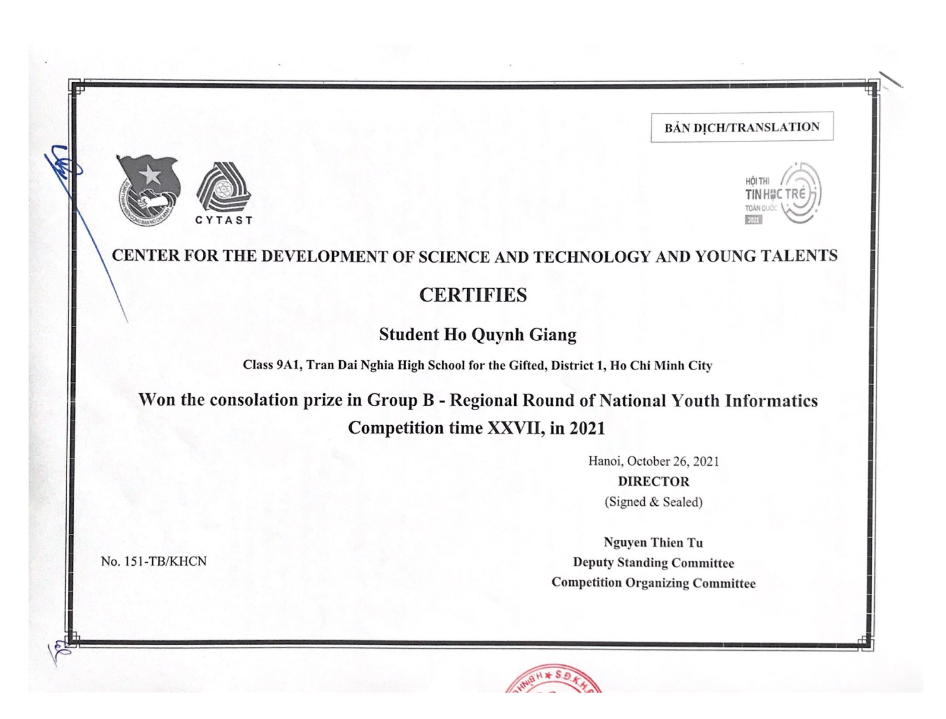 BẢN DỊCH/TRANSLATION
CYTAST
HỘI THI
TIN HỌC TRẺ
TOÀN QUỐC
2021
CENTER FOR THE DEVELOPMENT OF SCIENCE AND TECHNOLOGY AND YOUNG TALENTS
CERTIFIES
Student Ho Quynh Giang
Class 9A1, Tran Dai Nghia High School for the Gifted, District 1, Ho Chi Minh City
Won the consolation prize in Group B - Regional Round of National Youth Informatics
Competition time XXVII, in 2021
Hanoi, October 26, 2021
DIRECTOR
(Signed & Sealed)
Nguyen Thien Tu
No. 151-TB/KHCN
Deputy Standing Committee
Competition Organizing Committee